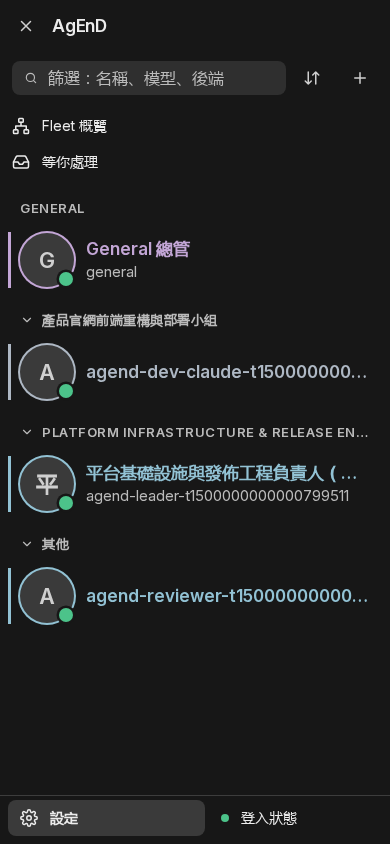 AgEnD
篩選：名稱、模型、後端
Fleet 概覽
等你處理
GENERAL
G
General 總管
general
產品官網前端重構與部署小組
A
agend-dev-claude-t150000000…
PLATFORM INFRASTRUCTURE & RELEASE EN…
平
平台基礎設施與發佈工程負責人（…
agend-leader-t1500000000000799511
其他
A
agend-reviewer-t15000000000…
設定
登入狀態